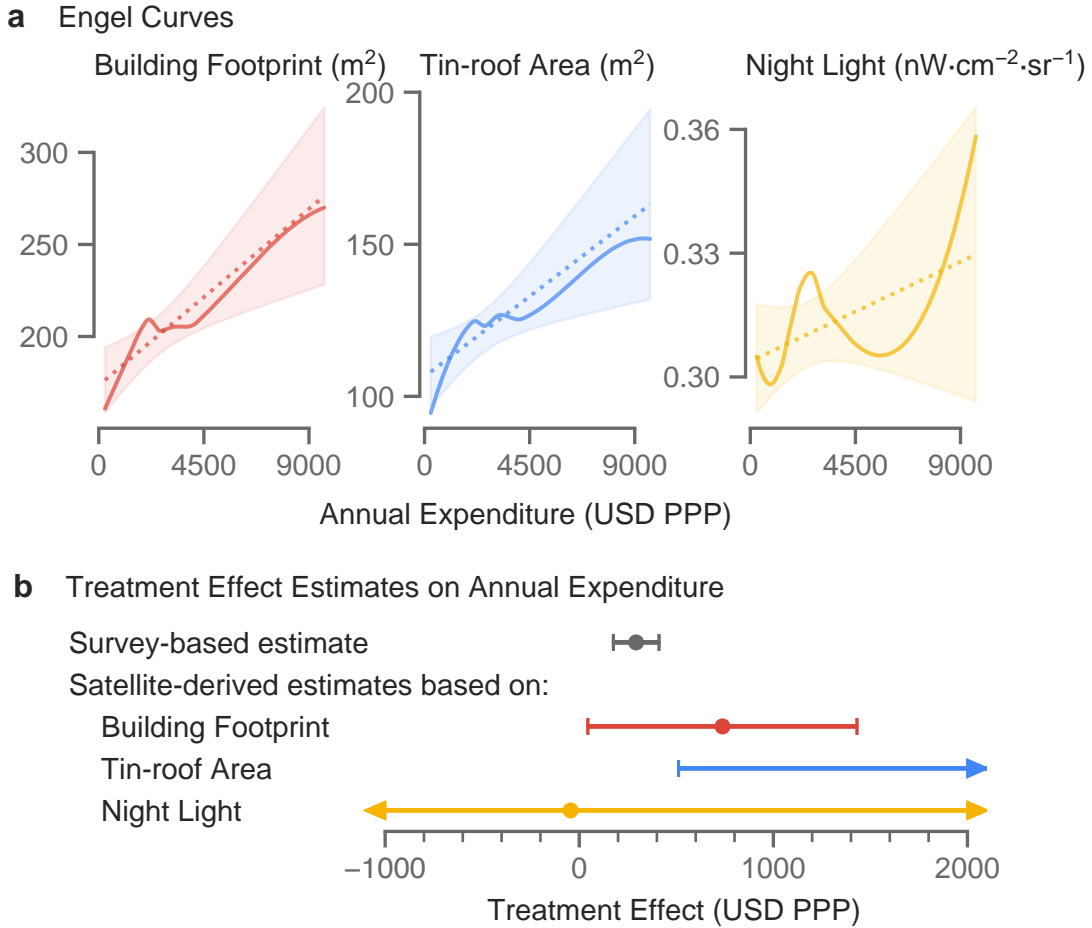 a Engel Curves
Building Footprint (m²) Tin-roof Area (m²) Night Light (nW·cm⁻²·sr⁻¹)
300
250
200
0 4500 9000
200
150
100
0 4500 9000
0.36
0.33
0.30
0 4500 9000
Annual Expenditure (USD PPP)
b Treatment Effect Estimates on Annual Expenditure
Survey-based estimate
Satellite-derived estimates based on:
Building Footprint
Tin-roof Area
Night Light
−1000 0 1000 2000
Treatment Effect (USD PPP)